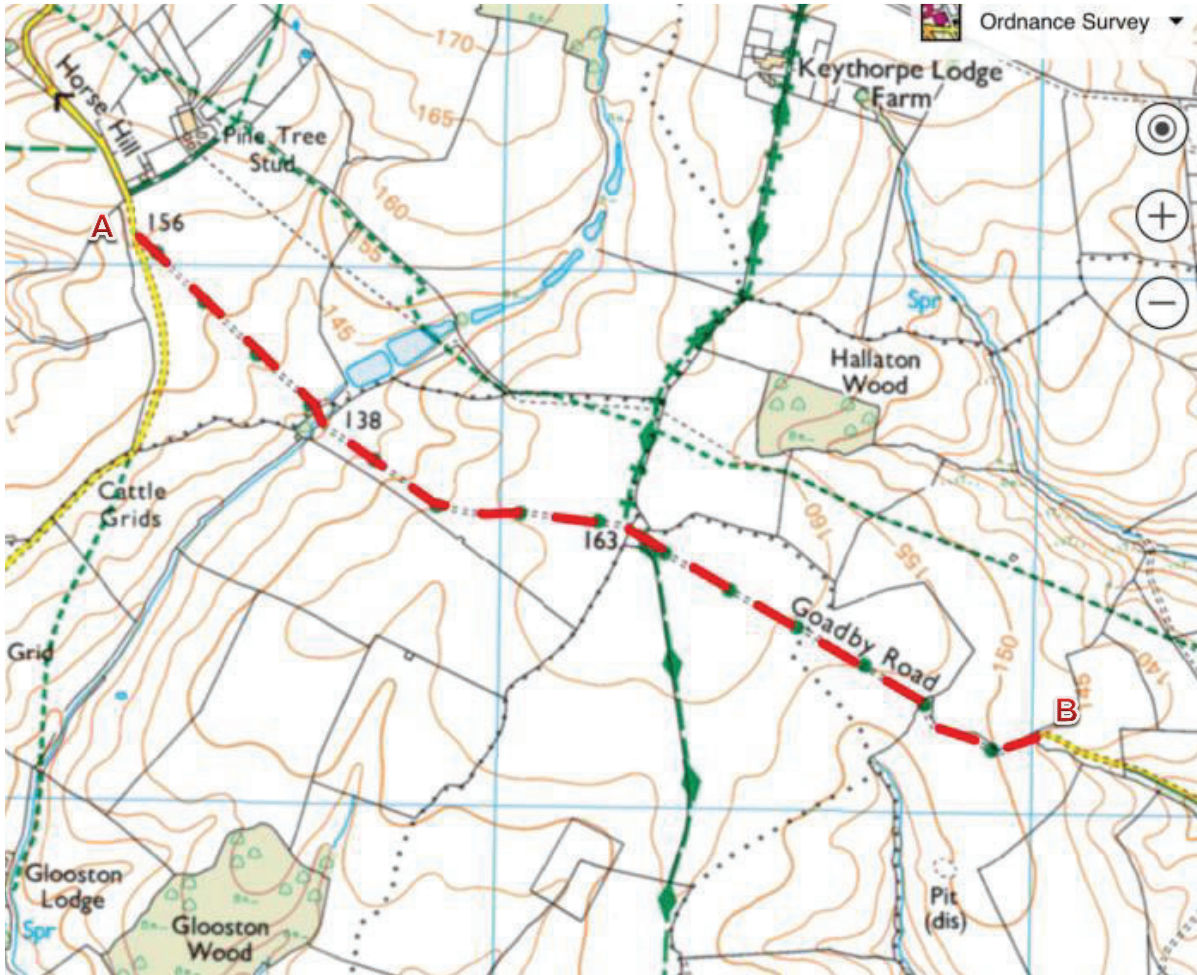 Ordnance Survey
170
Keythorpe Lodge
Farm
Horse Hill
165
Pine Tree
Stud
160
A
156
155
Spr
145
Hallaton
Wood
138
Cattle
Grids
160
163
155
Goadby Road
Grid
150
140
145
B
Glooston
Lodge
Pit
(dis)
Spr
Glooston
Wood